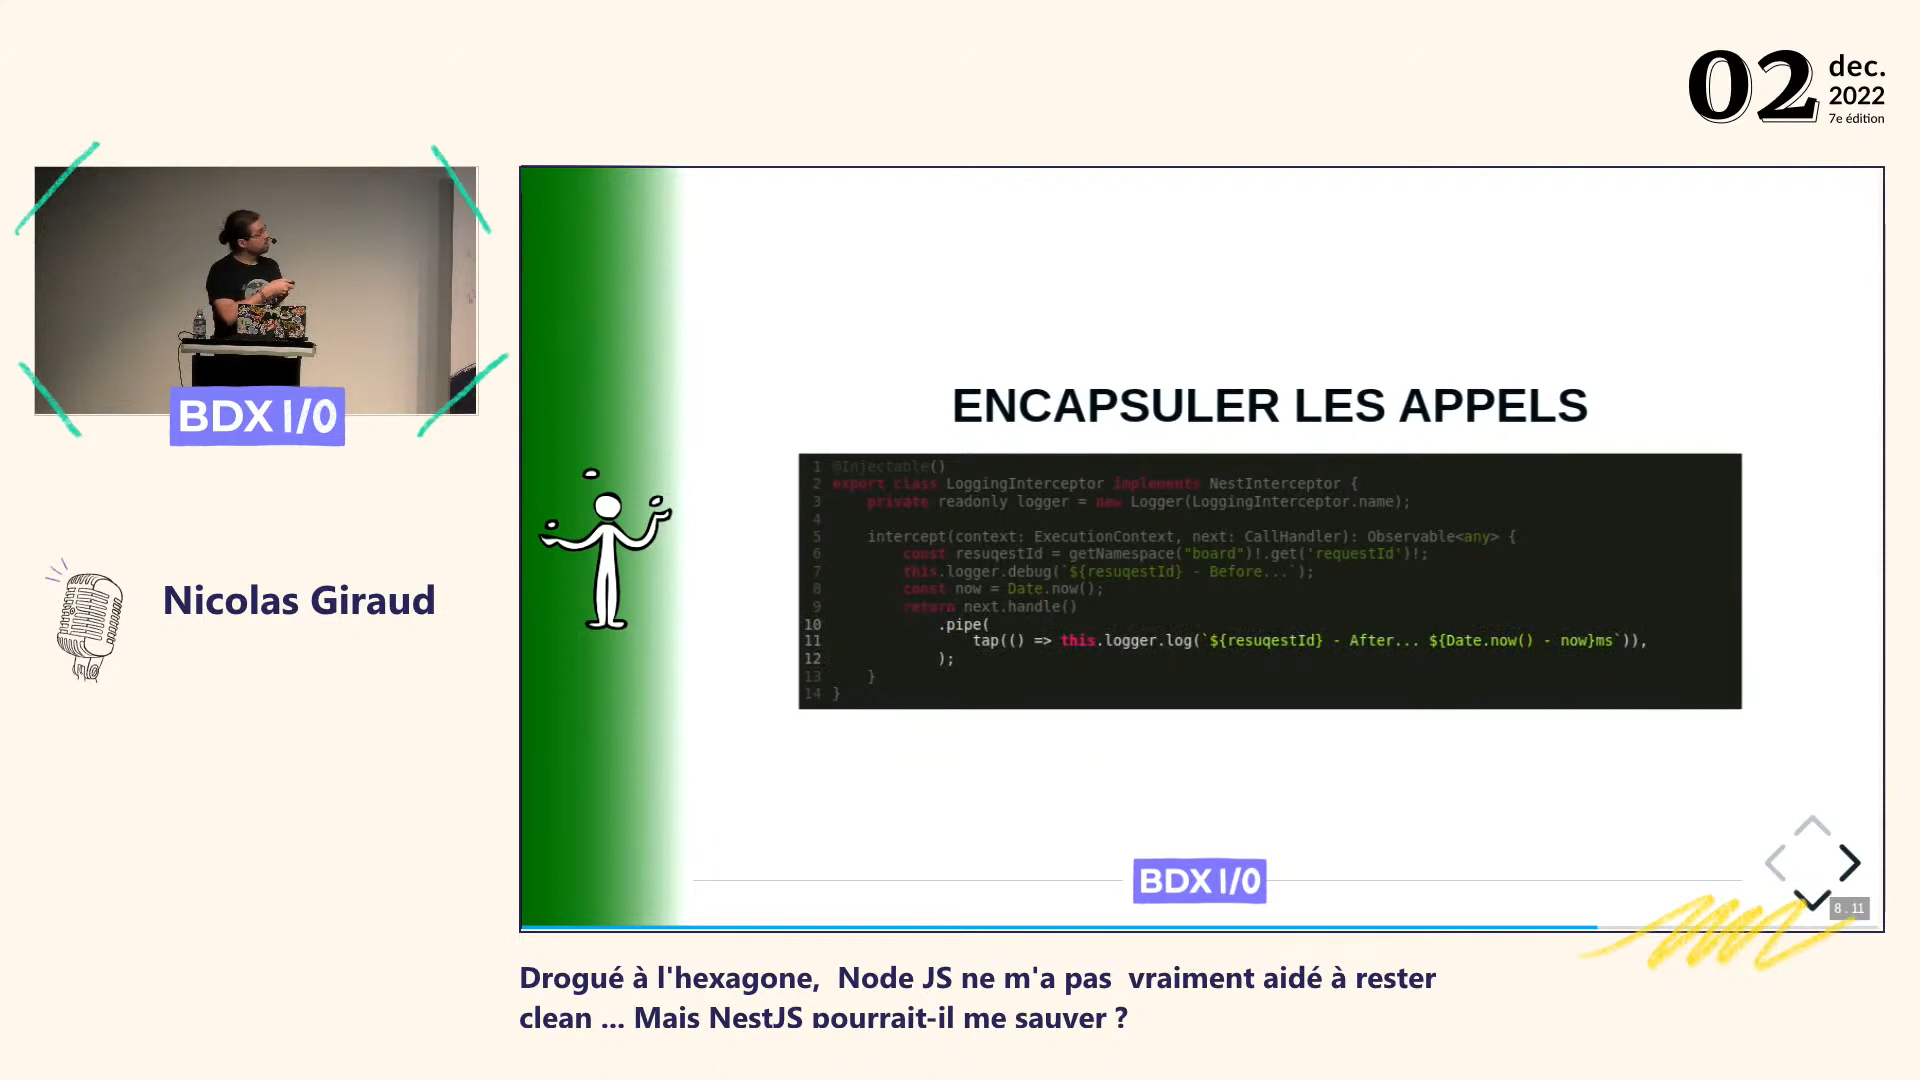 02 dec.
2022
7e édition
BDX I/O
Nicolas Giraud
ENCAPSULER LES APPELS
1 @Injectable()
2 export class LoggingInterceptor implements NestInterceptor {
3 private readonly logger = new Logger(LoggingInterceptor.name);
4
5 intercept(context: ExecutionContext, next: CallHandler): Observable<any> {
6 const resuqestId = getNamespace("board")!.get('requestId')!;
7 this.logger.debug(`${resuqestId} - Before...`);
8 const now = Date.now();
9 return next.handle()
10 .pipe(
11 tap(() => this.logger.log(`${resuqestId} - After... ${Date.now() - now}ms`)),
12 );
13 }
14 }
BDX I/O
8.11
Drogué à l'hexagone, Node JS ne m'a pas vraiment aidé à rester
clean ... Mais NestJS pourrait-il me sauver ?